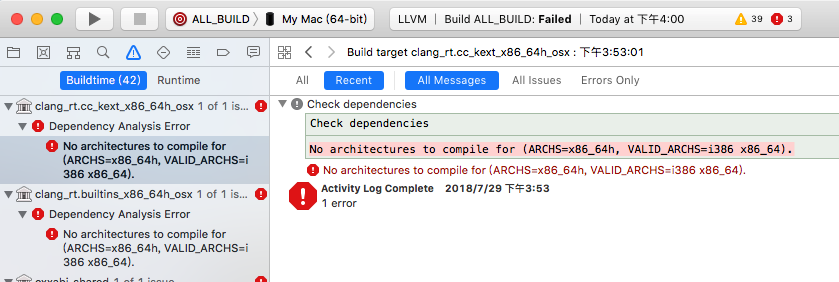 ALL_BUILD
My Mac (64-bit)
LLVM | Build ALL_BUILD: Failed | Today at 下午4:00
39
3
Build target clang_rt.cc_kext_x86_64h_osx : 下午3:53:01
Buildtime (42)
Runtime
All
Recent
All Messages
All Issues
Errors Only
clang_rt.cc_kext_x86_64h_osx 1 of 1 is...
Dependency Analysis Error
No architectures to compile for
(ARCHS=x86_64h, VALID_ARCHS=i
386 x86_64).
clang_rt.builtins_x86_64h_osx 1 of 1 is...
Dependency Analysis Error
No architectures to compile for
(ARCHS=x86_64h, VALID_ARCHS=i
386 x86_64).
1 of 1 issue
Check dependencies
Check dependencies
No architectures to compile for (ARCHS=x86_64h, VALID_ARCHS=i386 x86_64).
No architectures to compile for (ARCHS=x86_64h, VALID_ARCHS=i386 x86_64).
Activity Log Complete 2018/7/29 下午3:53
1 error